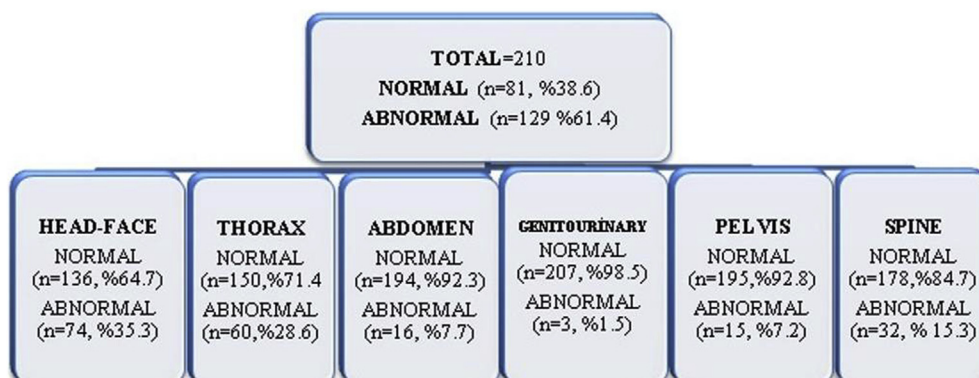 TOTAL=210
NORMAL (n=81, %38.6)
ABNORMAL (n=129 %61.4)
HEAD-FACE
NORMAL
(n=136, %64.7)
ABNORMAL
(n=74, %35.3)
THORAX
NORMAL
(n=150,%71.4
ABNORMAL
(n=60,%28.6)
ABDOMEN
NORMAL
(n=194,%92.3)
ABNORMAL
(n=16, %7.7)
GENİTOURİNARY
NORMAL
(n=207, %98.5)
ABNORMAL
(n=3, %1.5)
PELVIS
NORMAL
(n=195,%92.8)
ABNORMAL
(n=15, %7.2)
SPINE
NORMAL
(n=178,%84.7)
ABNORMAL
(n=32, % 15.3)